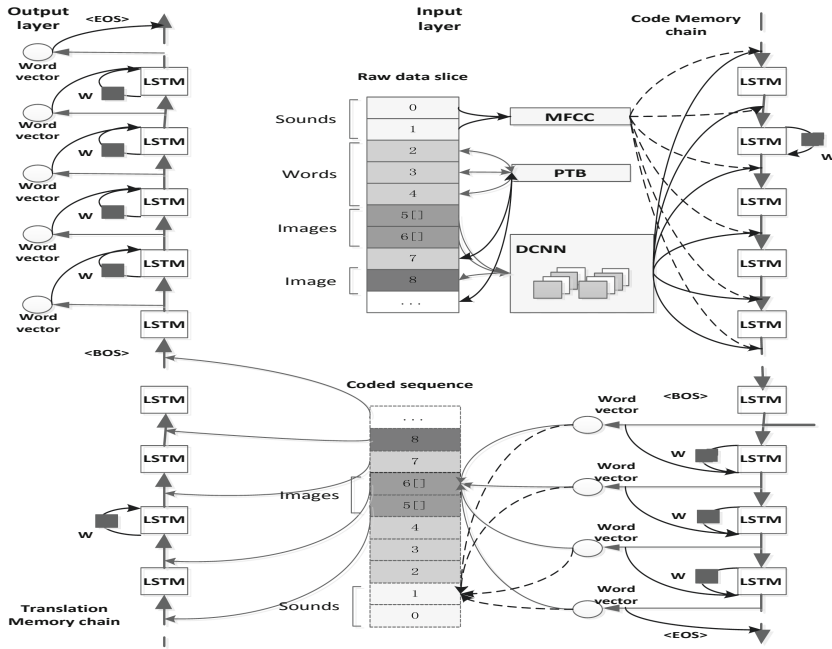 Output
layer
<EOS>
Word
vector
W
LSTM
Word
vector
W
LSTM
Word
vector
W
LSTM
Word
vector
W
LSTM
Word
vector
LSTM
<BOS>
Input
layer
Raw data slice
Sounds
Words
Images
Image
0
1
2
3
4
5[]
6[]
7
8
...
MFCC
PTB
DCNN
Code Memory
chain
LSTM
LSTM
W
LSTM
LSTM
LSTM
LSTM
LSTM
LSTM
LSTM
W
LSTM
Translation
Memory chain
Coded sequence
Images
Sounds
...
8
7
6[]
5[]
4
3
2
1
0
<BOS>
LSTM
Word
vector
W
LSTM
Word
vector
W
LSTM
Word
vector
W
LSTM
Word
vector
<EOS>